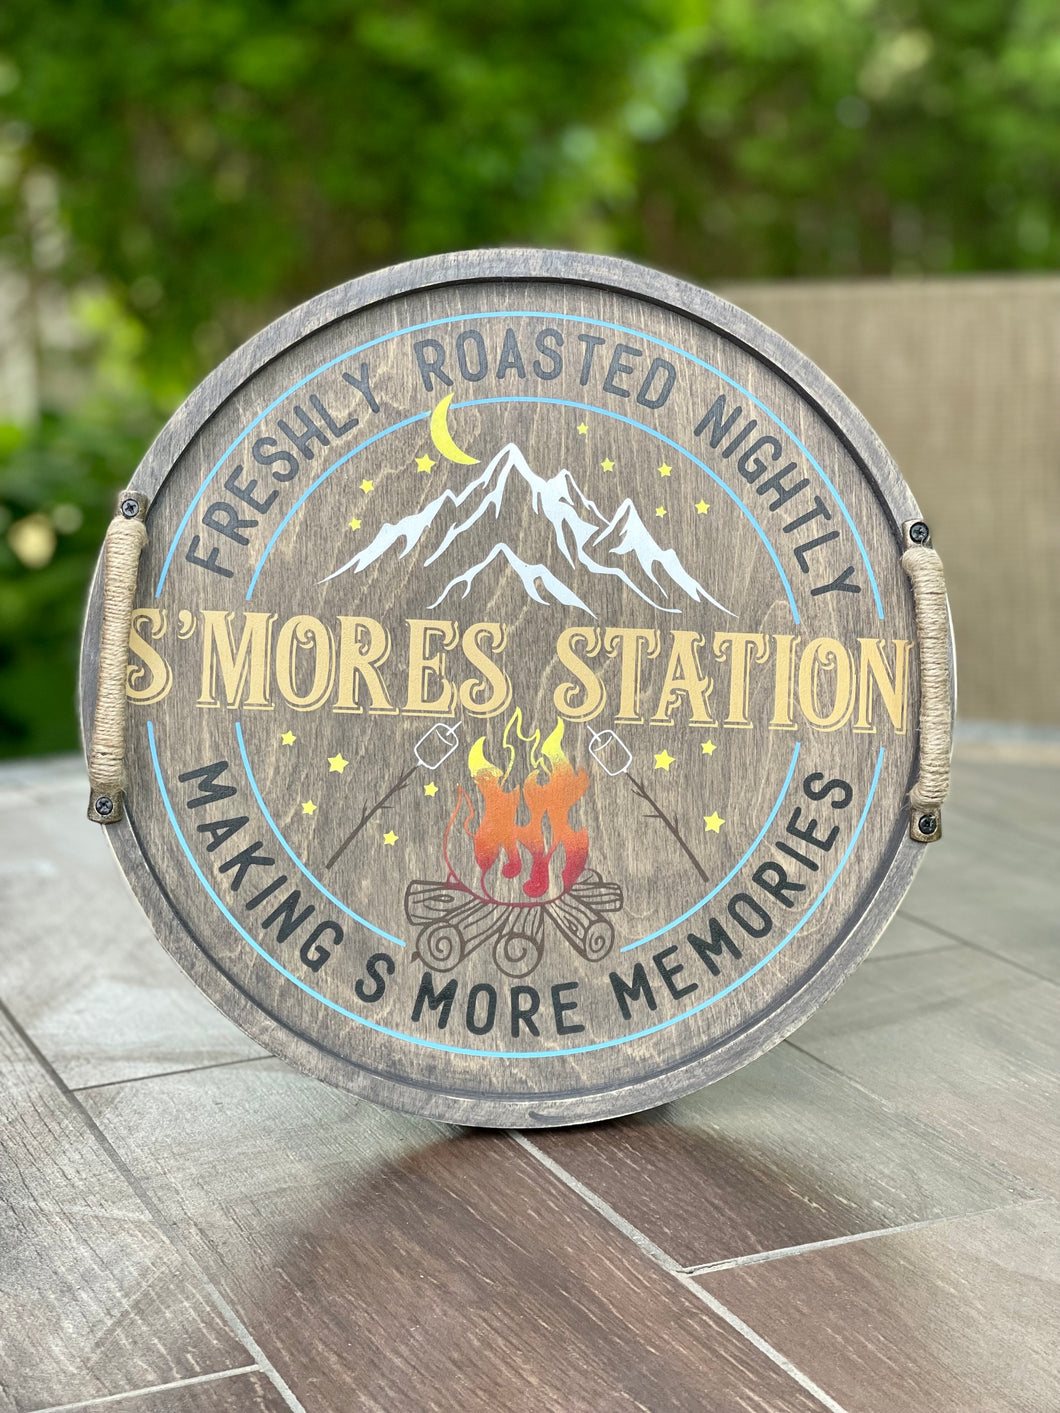 FRESHLY ROASTED NIGHTLY
S'MORES STATION
MAKING S'MORE MEMORIES